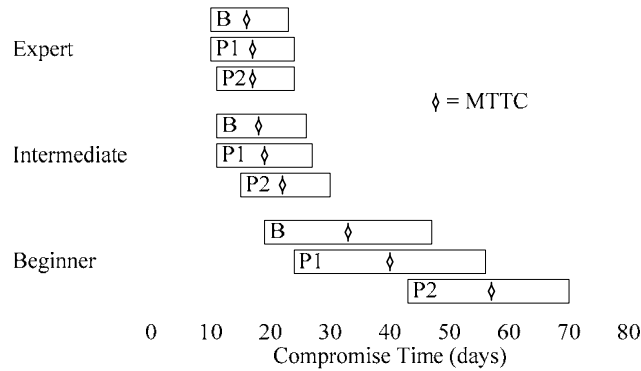 B
Expert P1
P2
= MTTC
B
Intermediate P1
P2
B
Beginner P1
P2
0 10 20 30 40 50 60 70 80
Compromise Time (days)